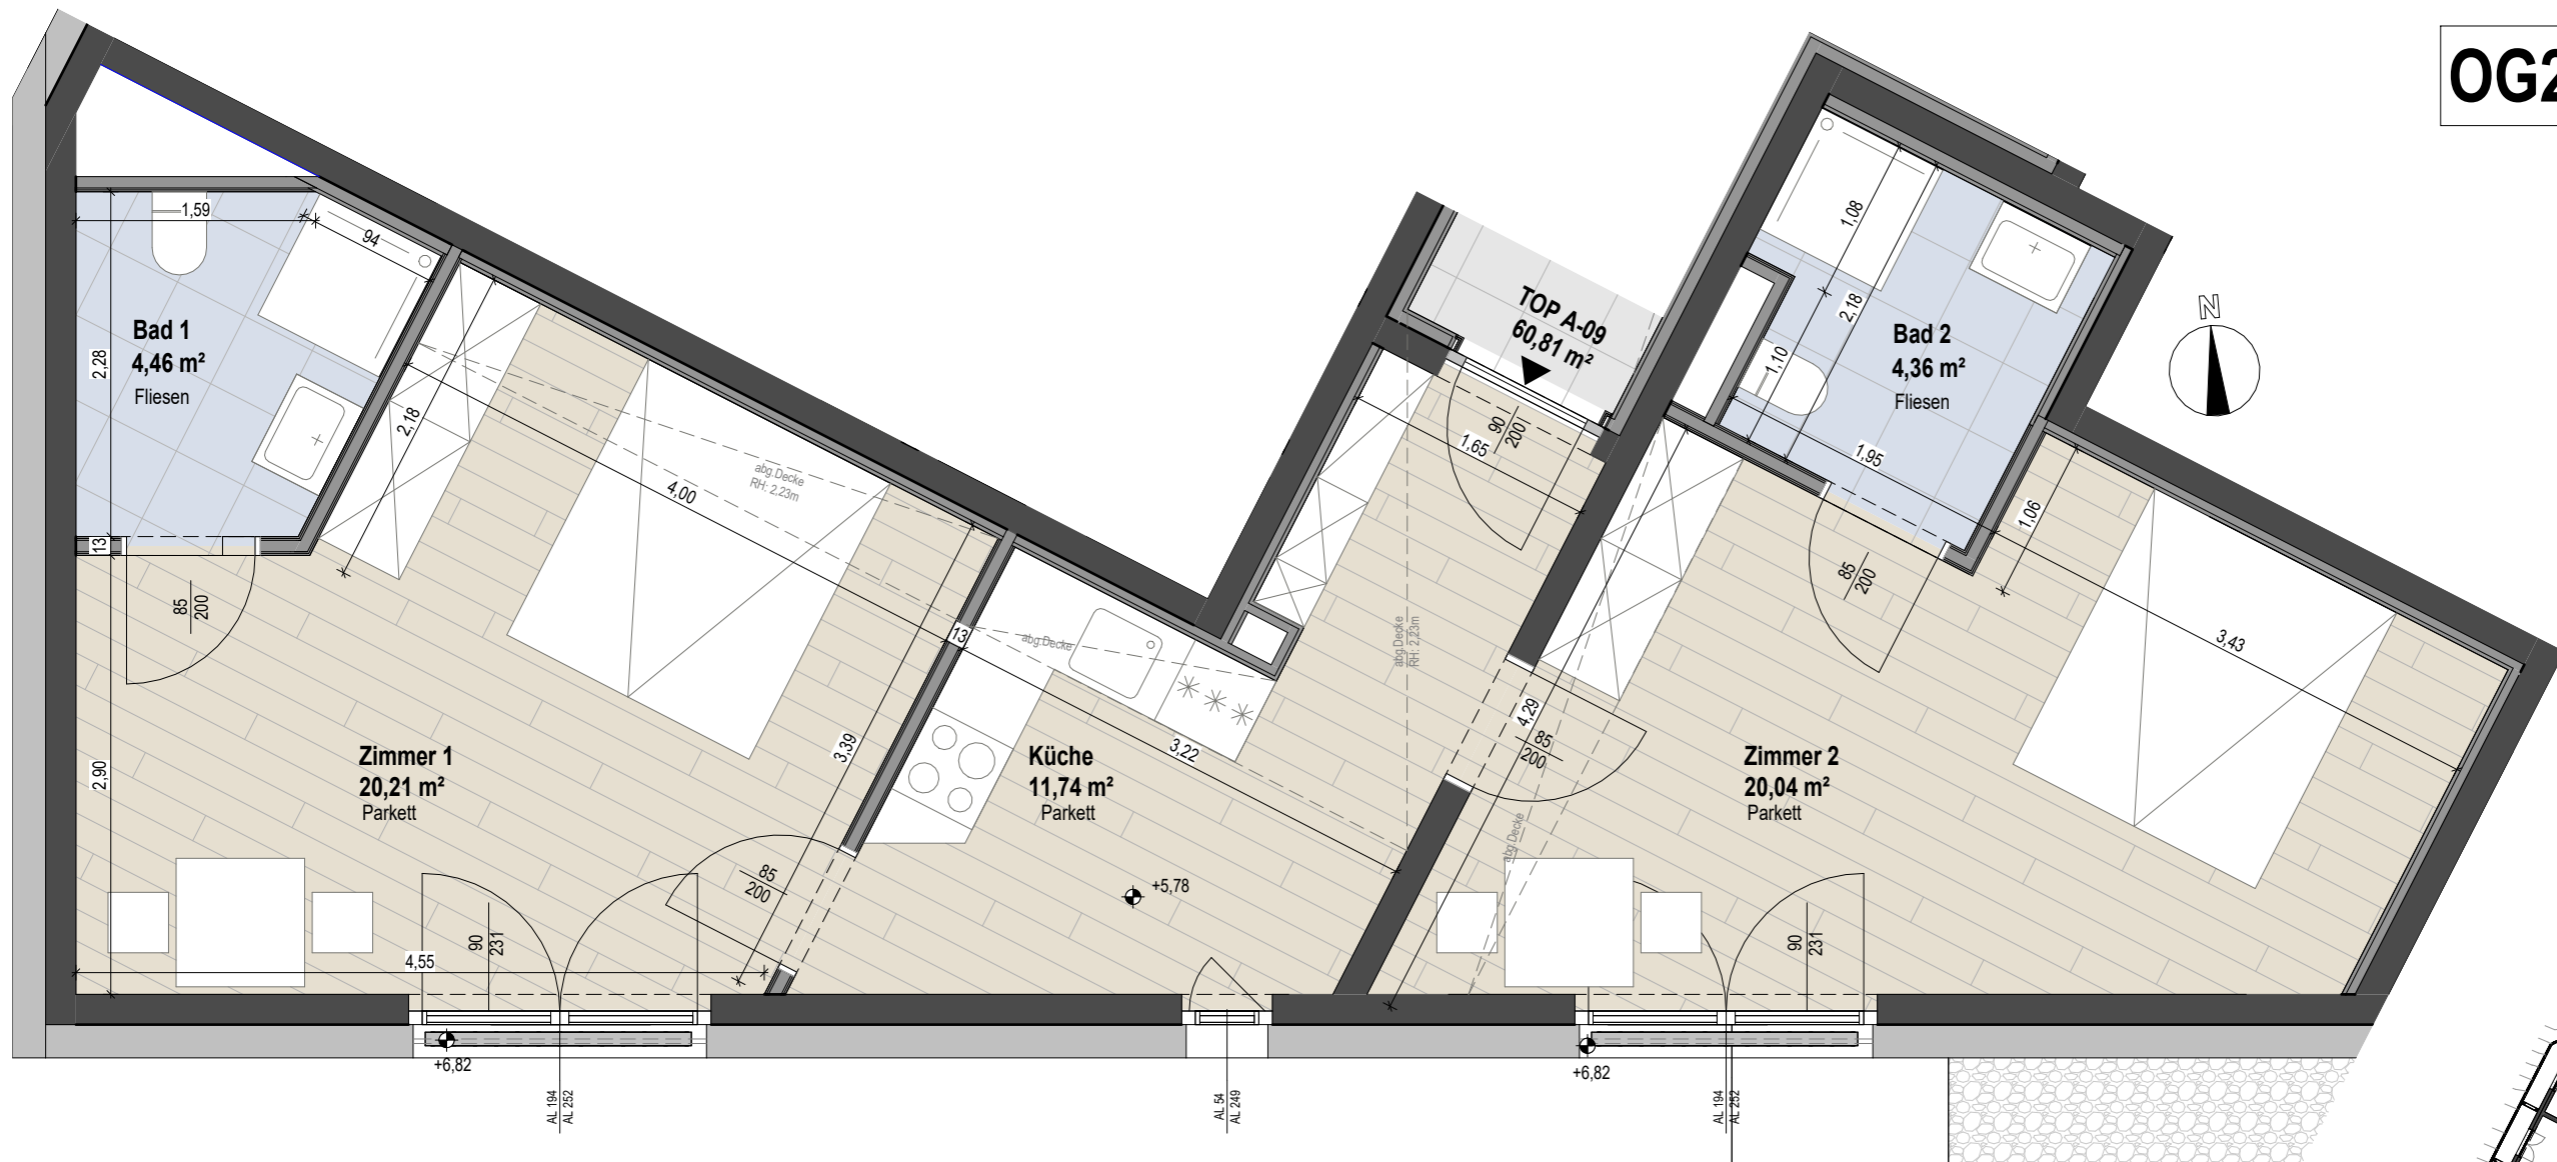 OG2
TOP A-09
60,81 m²
N
Bad 1
4,46 m²
Fliesen
1,59
94
2,28
13
2,18
85
200
4,00
abg.Decke
RH: 2,23m
Zimmer 1
20,21 m²
Parkett
2,90
3,39
85
200
90
231
4,55
13
abg.Decke
Küche
11,74 m²
Parkett
3,22
+5,78
1,65
90
200
abg.Decke
RH: 2,23m
Bad 2
4,36 m²
Fliesen
1,08
2,18
1,10
1,95
1,06
85
200
3,43
4,29
85
200
Zimmer 2
20,04 m²
Parkett
abg.Decke
90
231
+6,82
+6,82
AL 194
AL 252
AL 54
AL 249
AL 194
AL 252